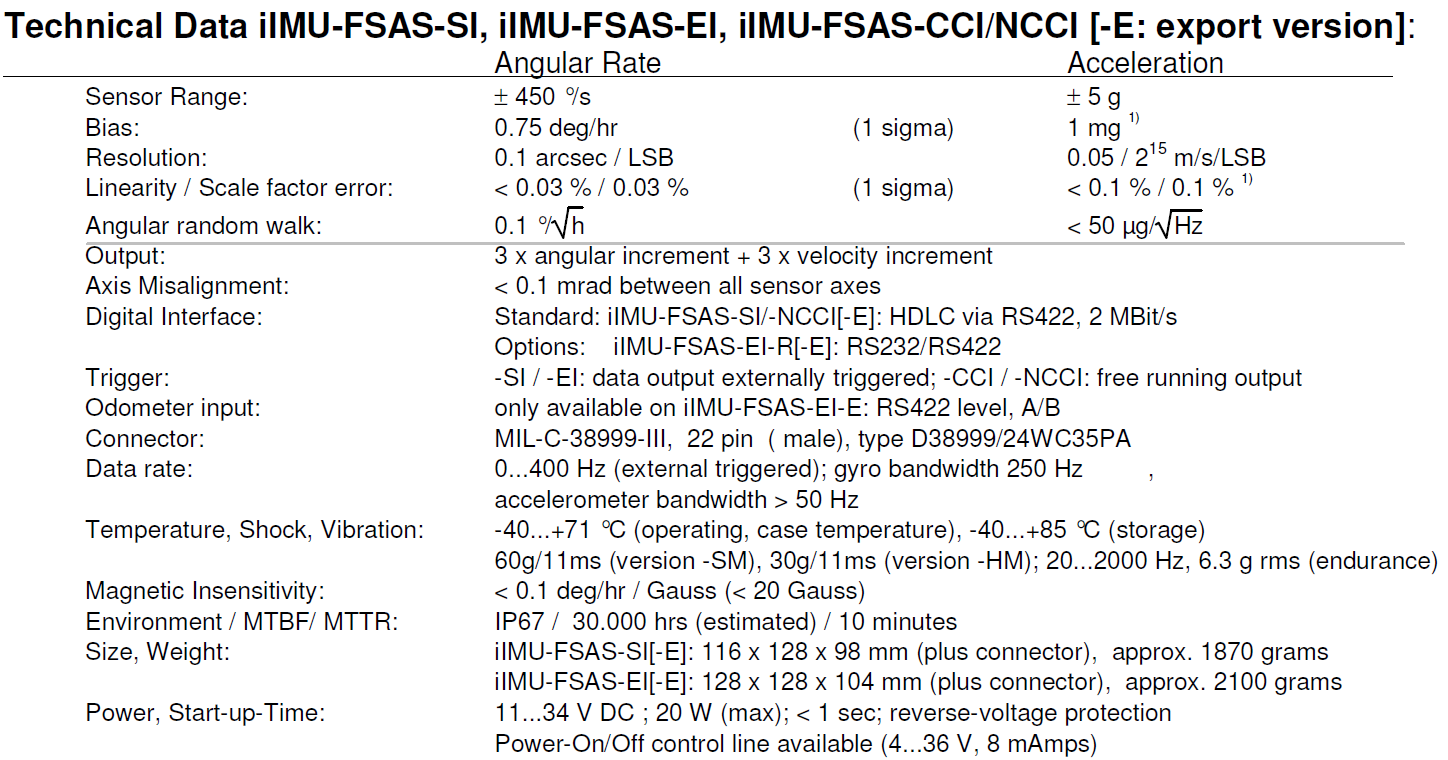 Technical Data iIMU-FSAS-SI, iIMU-FSAS-EI, iIMU-FSAS-CCI/NCCI [-E: export version]:
Angular Rate Acceleration
Sensor Range: ± 450 °/s ± 5 g
Bias: 0.75 deg/hr (1 sigma) 1 mg 1)
Resolution: 0.1 arcsec / LSB 0.05 / 2^15 m/s/LSB
Linearity / Scale factor error: < 0.03 % / 0.03 % (1 sigma) < 0.1 % / 0.1 % 1)
Angular random walk: 0.1 °/√h < 50 µg/√Hz
Output: 3 x angular increment + 3 x velocity increment
Axis Misalignment: < 0.1 mrad between all sensor axes
Digital Interface: Standard: iIMU-FSAS-SI/-NCCI[-E]: HDLC via RS422, 2 MBit/s
Options: iIMU-FSAS-EI-R[-E]: RS232/RS422
Trigger: -SI / -EI: data output externally triggered; -CCI / -NCCI: free running output
Odometer input: only available on iIMU-FSAS-EI-E: RS422 level, A/B
Connector: MIL-C-38999-III, 22 pin ( male), type D38999/24WC35PA
Data rate: 0...400 Hz (external triggered); gyro bandwidth 250 Hz ,
accelerometer bandwidth > 50 Hz
Temperature, Shock, Vibration: -40...+71 °C (operating, case temperature), -40...+85 °C (storage)
60g/11ms (version -SM), 30g/11ms (version -HM); 20...2000 Hz, 6.3 g rms (endurance)
Magnetic Insensitivity: < 0.1 deg/hr / Gauss (< 20 Gauss)
Environment / MTBF/ MTTR: IP67 / 30.000 hrs (estimated) / 10 minutes
Size, Weight: iIMU-FSAS-SI[-E]: 116 x 128 x 98 mm (plus connector), approx. 1870 grams
iIMU-FSAS-EI[-E]: 128 x 128 x 104 mm (plus connector), approx. 2100 grams
Power, Start-up-Time: 11...34 V DC ; 20 W (max); < 1 sec; reverse-voltage protection
Power-On/Off control line available (4...36 V, 8 mAmps)